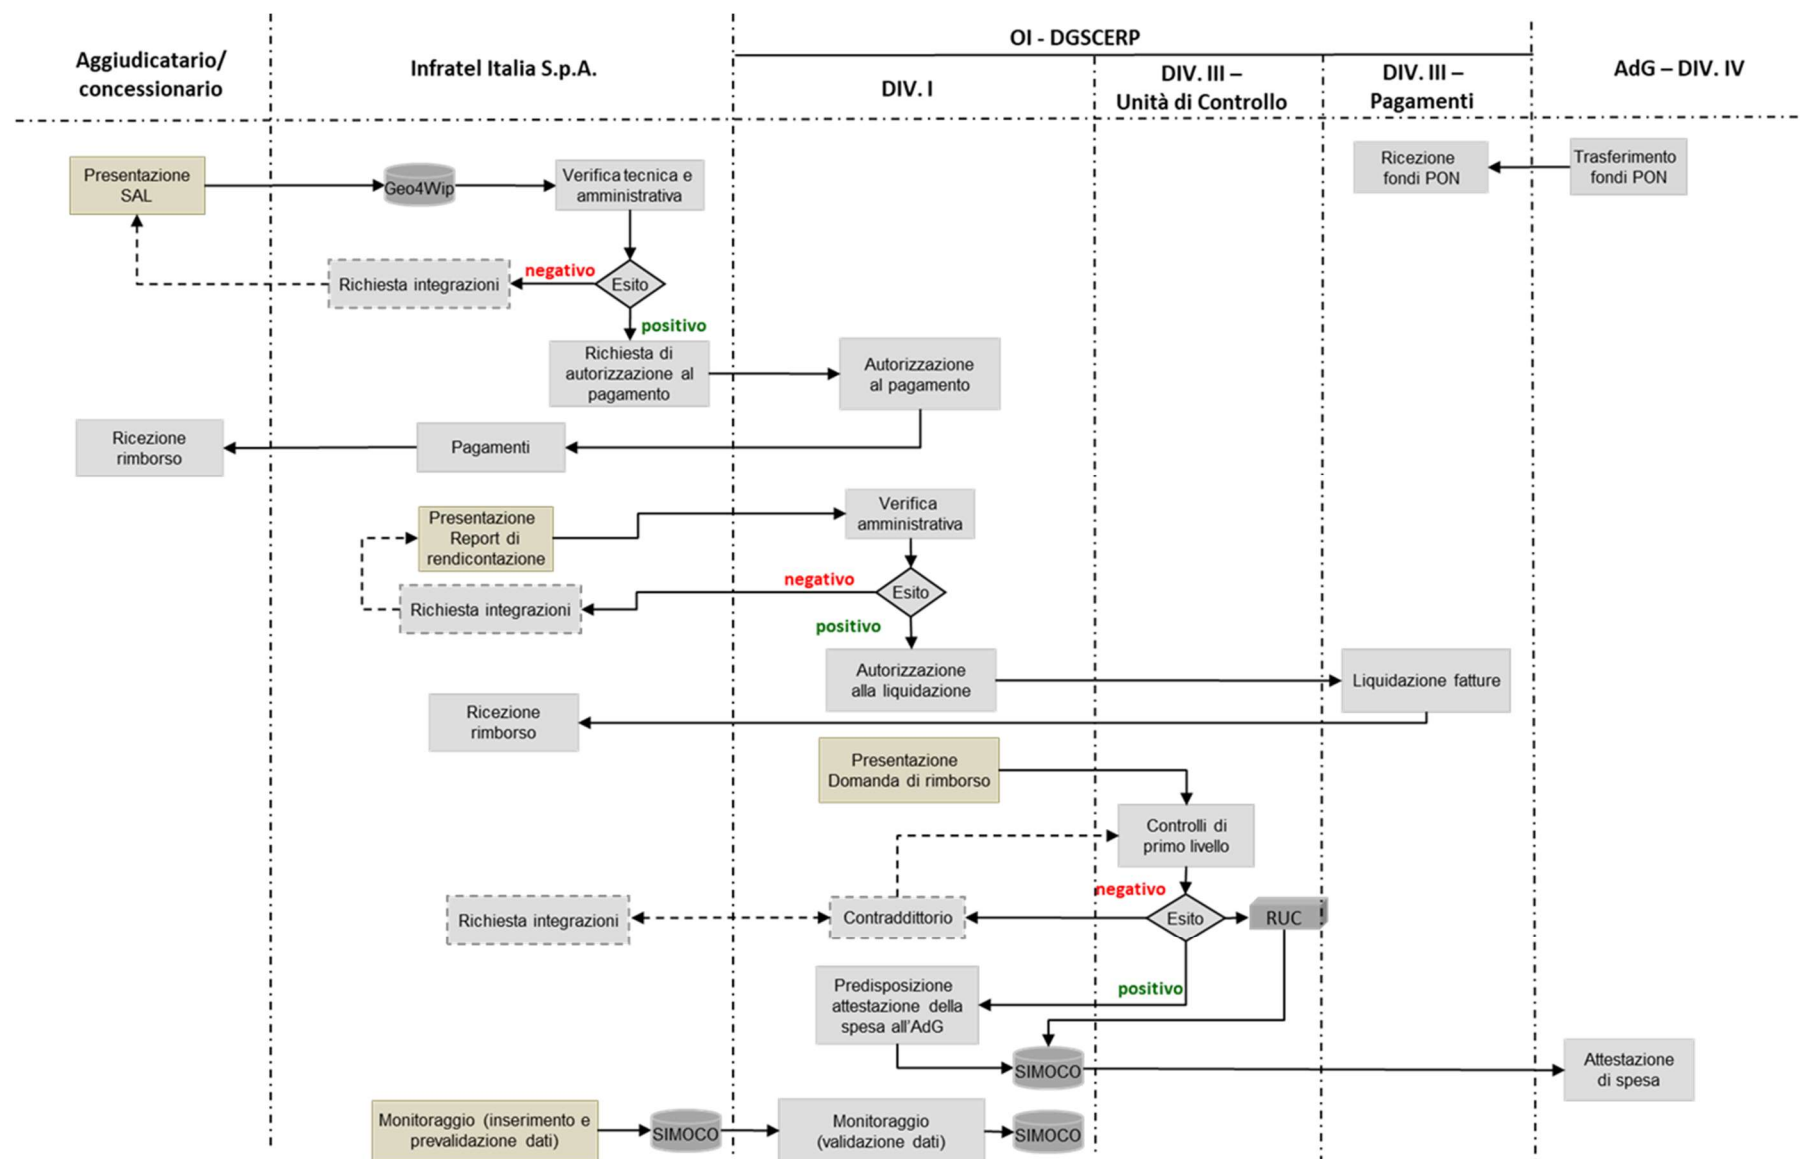 Aggiudicatario/
concessionario
Infratel Italia S.p.A.
OI - DGSCERP
DIV. I
DIV. III –
Unità di Controllo
DIV. III –
Pagamenti
AdG – DIV. IV
Presentazione
SAL
Geo4Wip
Verifica tecnica e
amministrativa
Ricezione
fondi PON
Trasferimento
fondi PON
Richiesta integrazioni
negativo
Esito
positivo
Richiesta di
autorizzazione al
pagamento
Autorizzazione
al pagamento
Ricezione
rimborso
Pagamenti
Presentazione
Report di
rendicontazione
Verifica
amministrativa
Richiesta integrazioni
negativo
Esito
positivo
Autorizzazione
alla liquidazione
Liquidazione fatture
Ricezione
rimborso
Presentazione
Domanda di rimborso
Controlli di
primo livello
negativo
Richiesta integrazioni
Contraddittorio
Esito
RUC
positivo
Predisposizione
attestazione della
spesa all'AdG
SIMOCO
Attestazione
di spesa
Monitoraggio (inserimento e
prevalidazione dati)
SIMOCO
Monitoraggio
(validazione dati)
SIMOCO